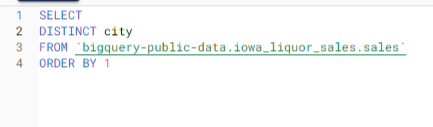 1 SELECT
2 DISTINCT city
3 FROM `bigquery-public-data.iowa_liquor_sales.sales`
4 ORDER BY 1